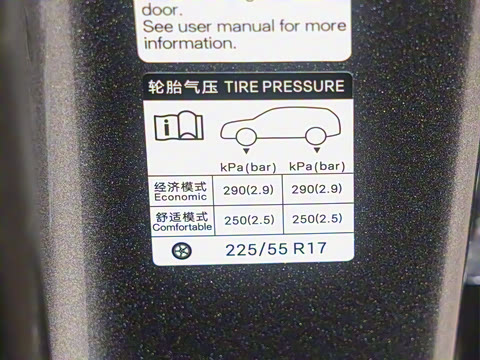 door.
See user manual for more
information.
轮胎气压 TIRE PRESSURE
kPa(bar) kPa(bar)
经济模式 290(2.9) 290(2.9)
Economic
舒适模式 250(2.5) 250(2.5)
Comfortable
225/55 R17